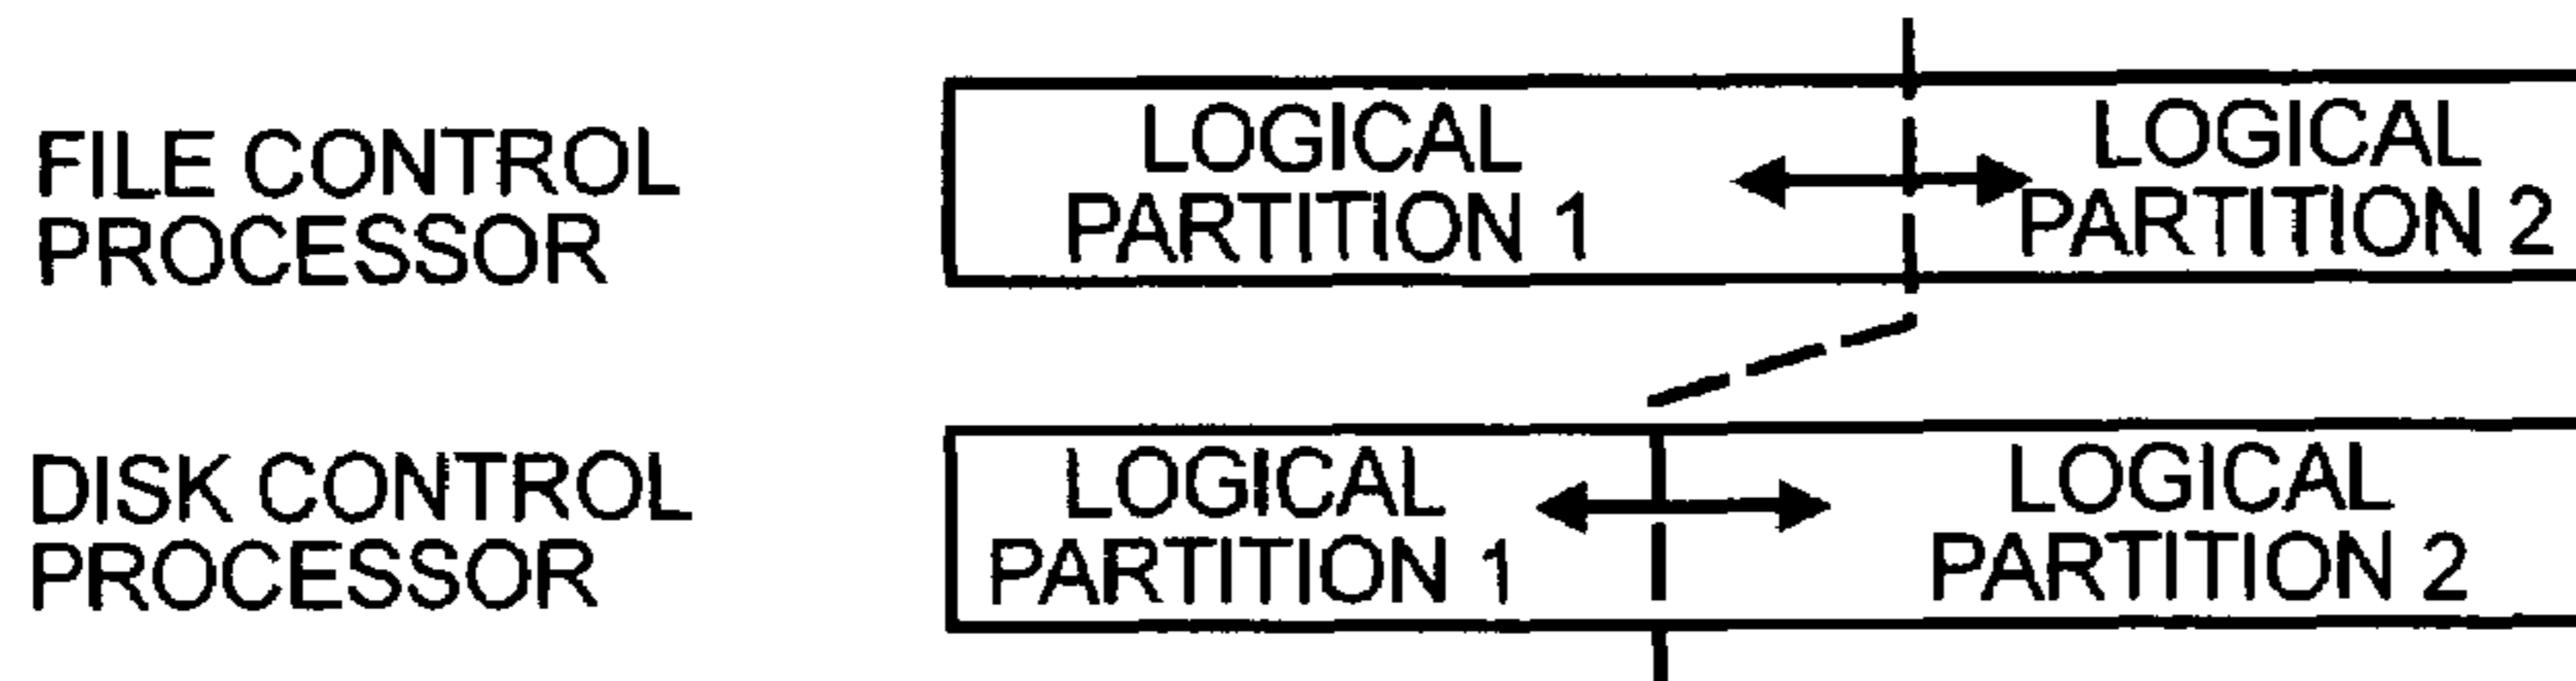 FILE CONTROL
PROCESSOR
LOGICAL
PARTITION 1
LOGICAL
PARTITION 2
DISK CONTROL
PROCESSOR
LOGICAL
PARTITION 1
LOGICAL
PARTITION 2